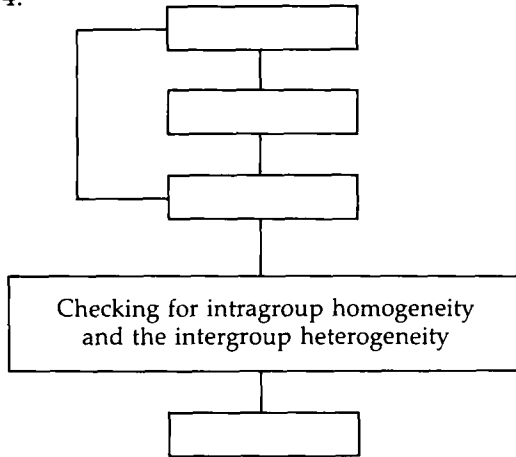 4.
Checking for intragroup homogeneity
and the intergroup heterogeneity